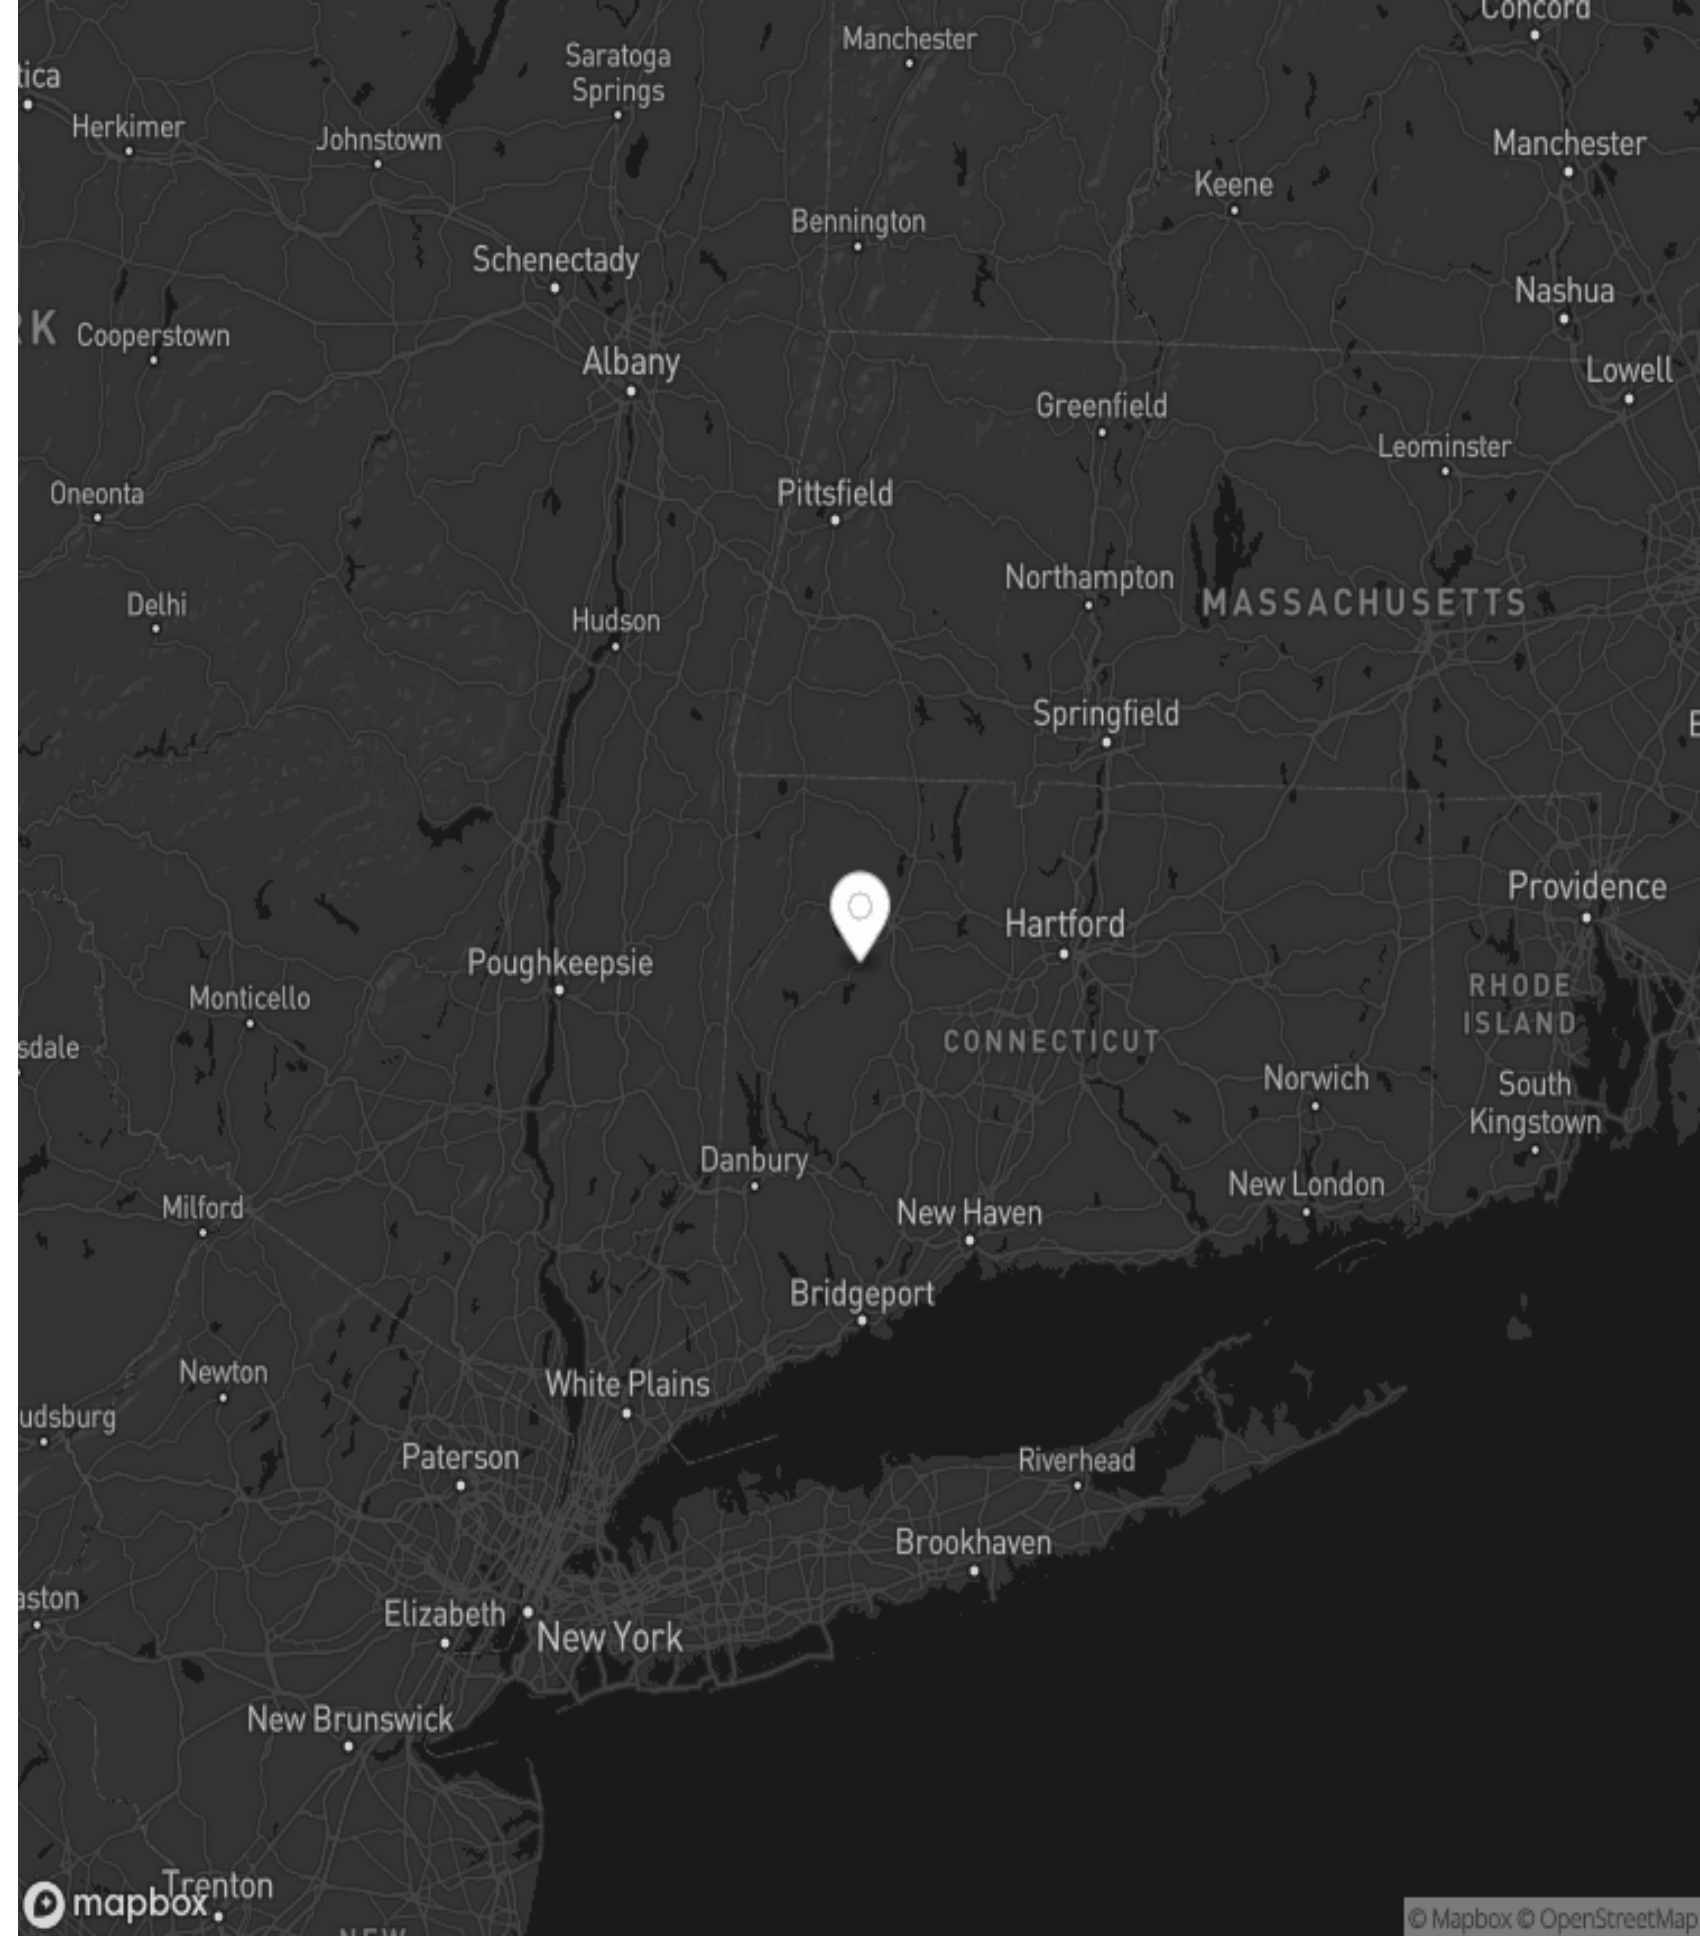 Concord
Manchester
Saratoga
Springs
tica
Herkimer
Johnstown
Manchester
Keene
Bennington
Schenectady
Nashua
RK
Cooperstown
Albany
Lowell
Greenfield
Leominster
Oneonta
Pittsfield
Northampton
MASSACHUSETTS
Delhi
Hudson
Springfield
E
Providence
Hartford
Poughkeepsie
Monticello
RHODE
ISLAND
CONNECTICUT
sdale
Norwich
South
Kingstown
Danbury
New London
Milford
New Haven
Bridgeport
Newton
White Plains
udsburg
Paterson
Riverhead
Brookhaven
aston
Elizabeth
New York
New Brunswick
Trenton
mapbox
© Mapbox © OpenStreetMap
NEW